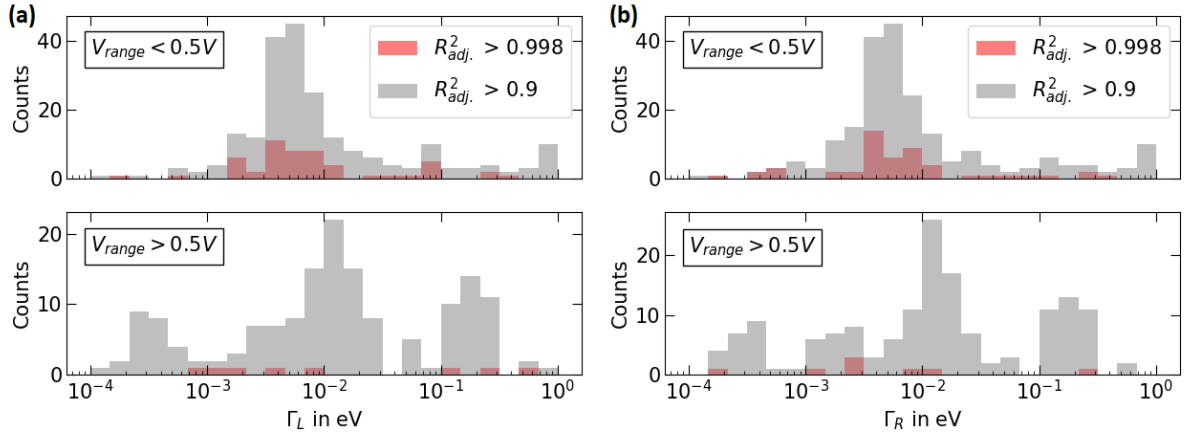 (a)
V_range < 0.5V
R²_adj. > 0.998
R²_adj. > 0.9
Counts
40
20
0
V_range > 0.5V
Counts
20
10
0
10⁻⁴ 10⁻³ 10⁻² 10⁻¹ 10⁰
Γ_L in eV
(b)
V_range < 0.5V
R²_adj. > 0.998
R²_adj. > 0.9
Counts
40
20
0
V_range > 0.5V
Counts
20
10
0
10⁻⁴ 10⁻³ 10⁻² 10⁻¹ 10⁰
Γ_R in eV